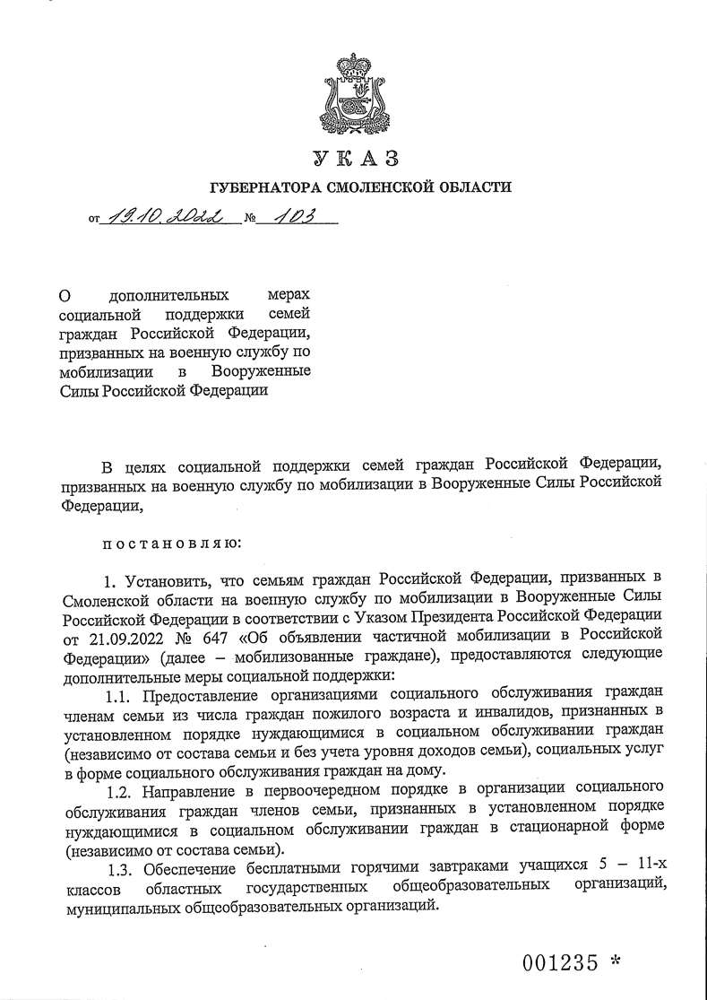 У К А З
ГУБЕРНАТОРА СМОЛЕНСКОЙ ОБЛАСТИ
от 19.10.2022 № 103
О дополнительных мерах
социальной поддержки семей
граждан Российской Федерации,
призванных на военную службу по
мобилизации в Вооруженные
Силы Российской Федерации
В целях социальной поддержки семей граждан Российской Федерации,
призванных на военную службу по мобилизации в Вооруженные Силы Российской
Федерации,
п о с т а н о в л я ю:
1. Установить, что семьям граждан Российской Федерации, призванных в
Смоленской области на военную службу по мобилизации в Вооруженные Силы
Российской Федерации в соответствии с Указом Президента Российской Федерации
от 21.09.2022 № 647 «Об объявлении частичной мобилизации в Российской
Федерации» (далее – мобилизованные граждане), предоставляются следующие
дополнительные меры социальной поддержки:
1.1. Предоставление организациями социального обслуживания граждан
членам семьи из числа граждан пожилого возраста и инвалидов, признанных в
установленном порядке нуждающимися в социальном обслуживании граждан
(независимо от состава семьи и без учета уровня доходов семьи), социальных услуг
в форме социального обслуживания граждан на дому.
1.2. Направление в первоочередном порядке в организации социального
обслуживания граждан членов семьи, признанных в установленном порядке
нуждающимися в социальном обслуживании граждан в стационарной форме
(независимо от состава семьи).
1.3. Обеспечение бесплатными горячими завтраками учащихся 5 – 11-х
классов областных государственных общеобразовательных организаций,
муниципальных общеобразовательных организаций.
001235 *